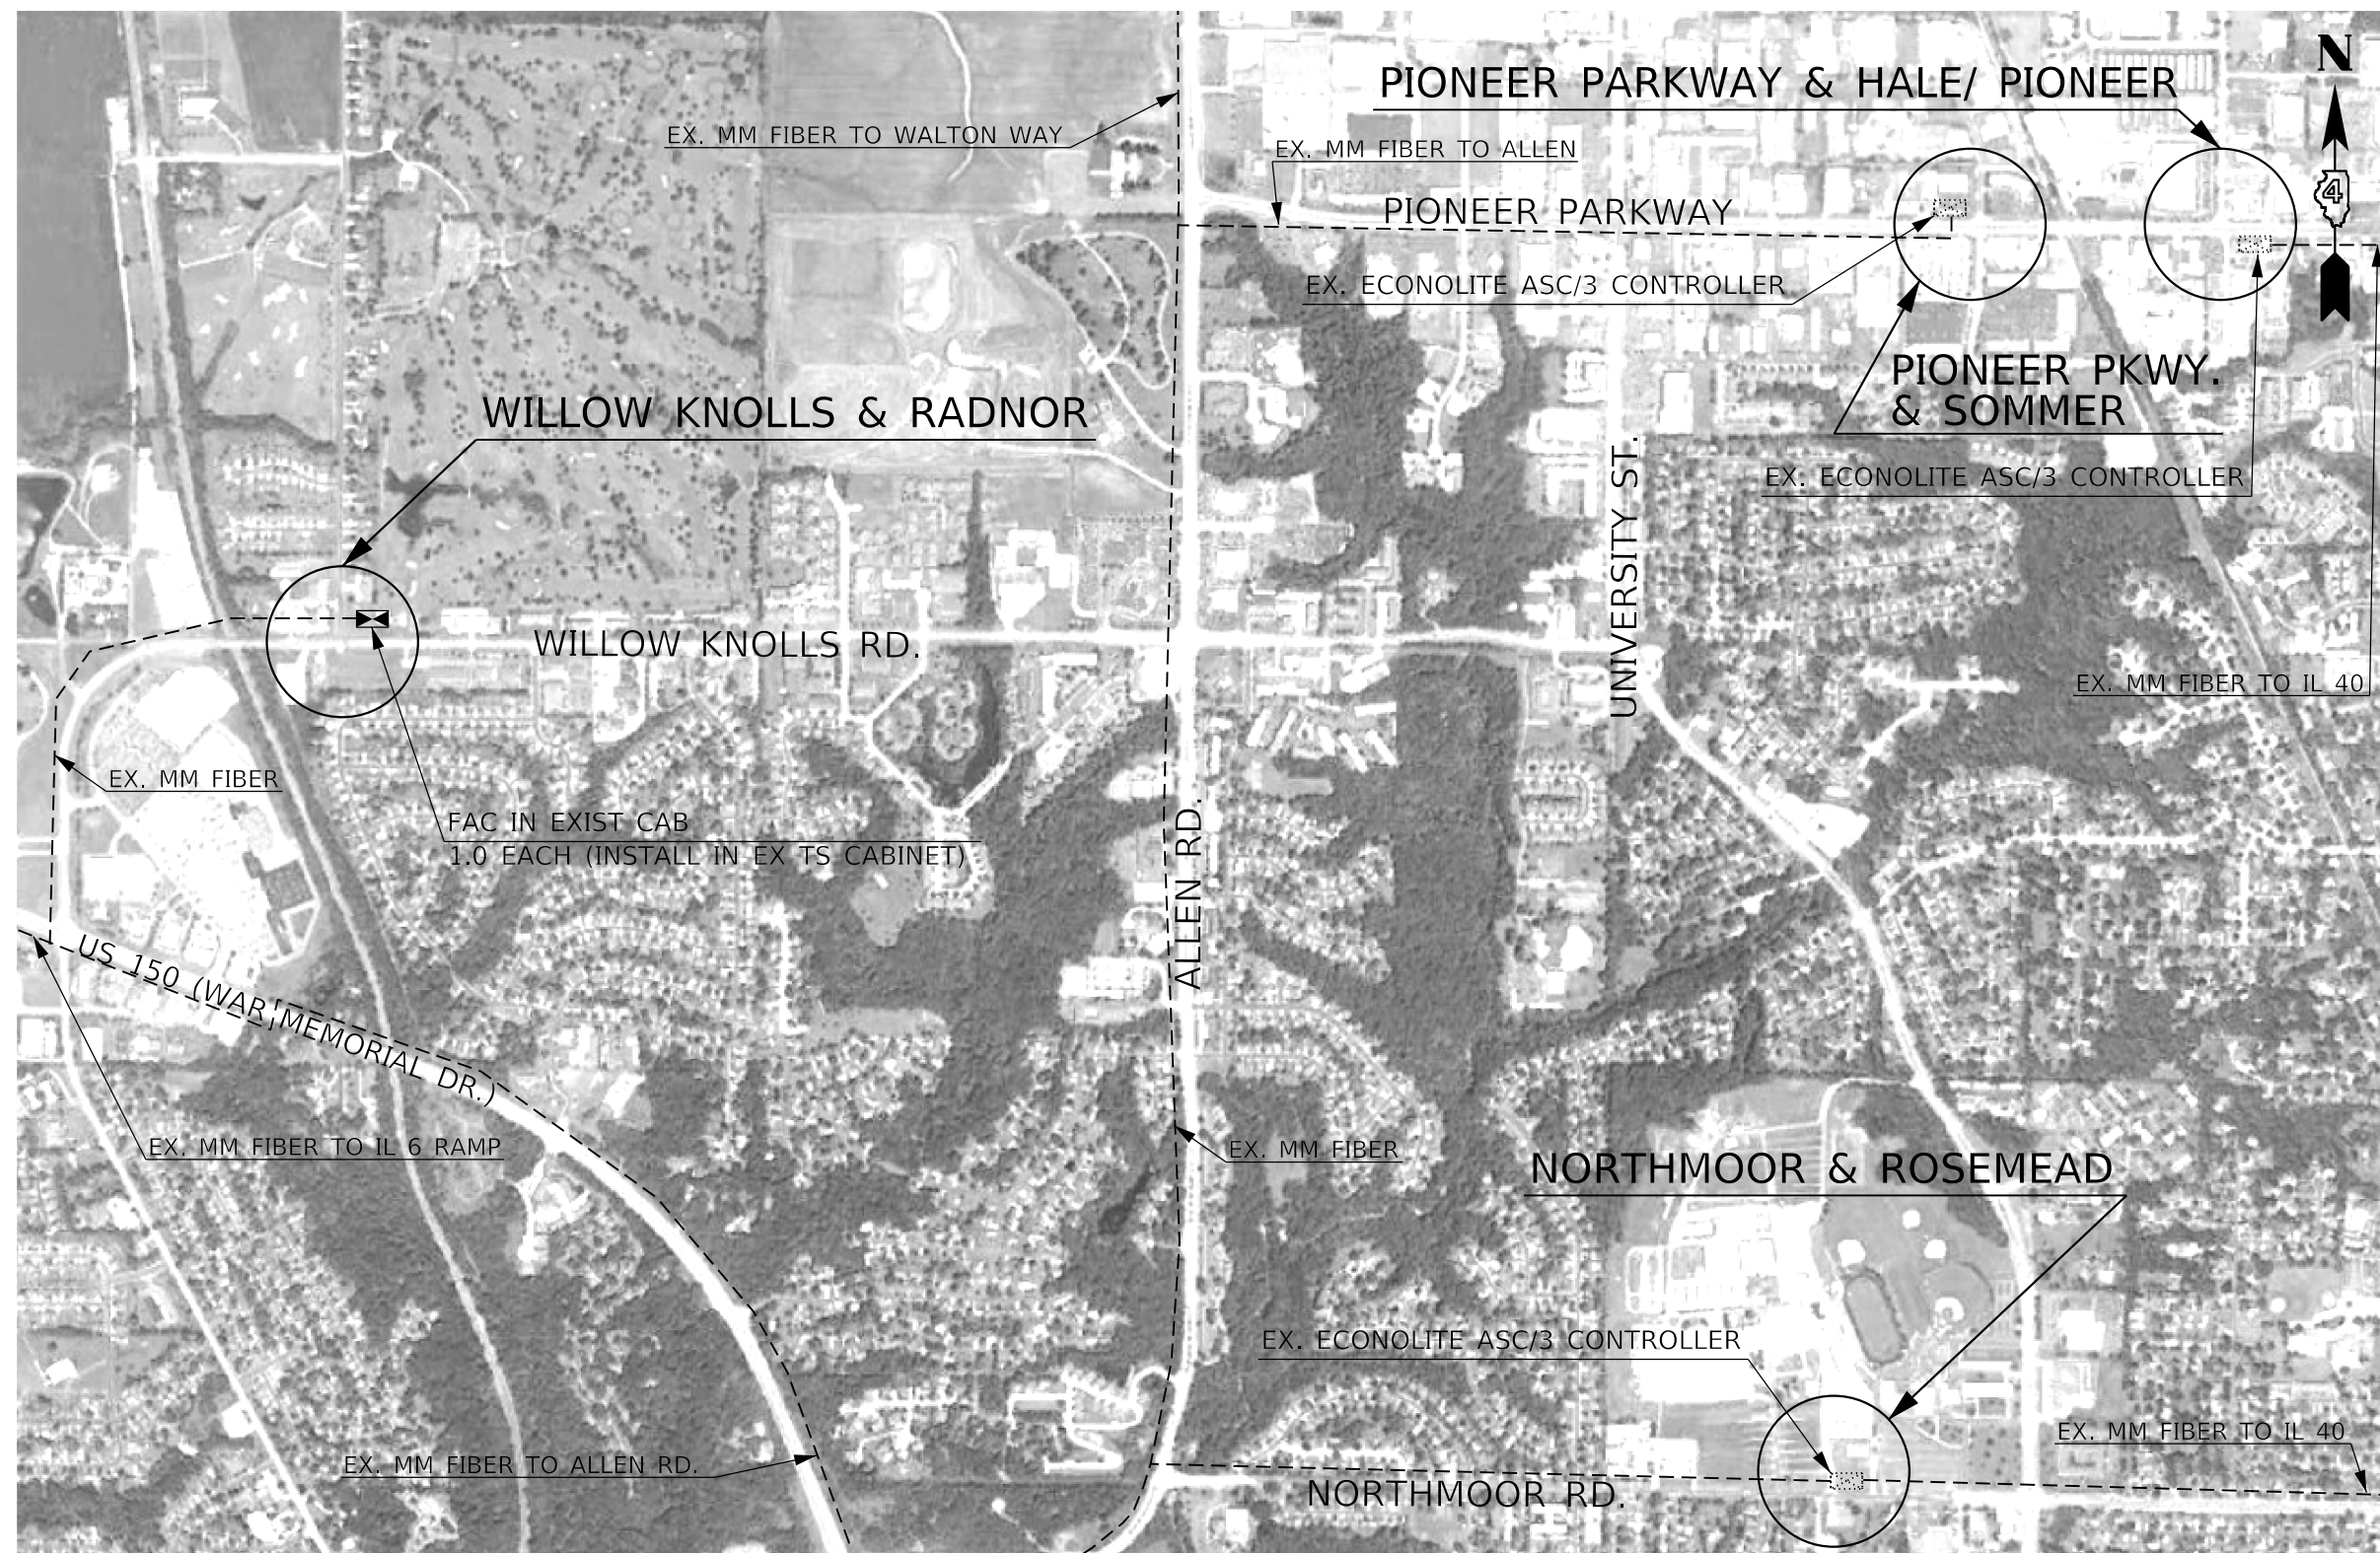 N
PIONEER PARKWAY & HALE/ PIONEER
EX. MM FIBER TO WALTON WAY
EX. MM FIBER TO ALLEN
4
PIONEER PARKWAY
EX. ECONOLITE ASC/3 CONTROLLER
PIONEER PKWY.
& SOMMER
WILLOW KNOLLS & RADNOR
EX. ECONOLITE ASC/3 CONTROLLER
UNIVERSITY ST.
WILLOW KNOLLS RD.
EX. MM FIBER TO IL 40
EX. MM FIBER
FAC IN EXIST CAB
1.0 EACH (INSTALL IN EX TS CABINET)
ALLEN RD.
US 150 (WAR MEMORIAL DR.)
EX. MM FIBER TO IL 6 RAMP
EX. MM FIBER
NORTHMOOR & ROSEMEAD
EX. ECONOLITE ASC/3 CONTROLLER
EX. MM FIBER TO IL 40
EX. MM FIBER TO ALLEN RD.
NORTHMOOR RD.